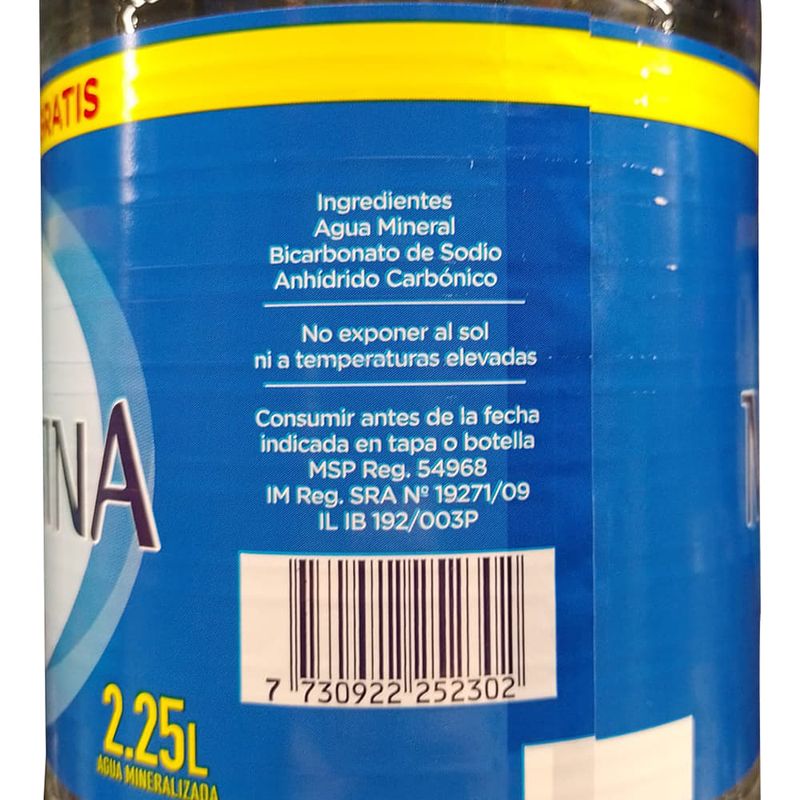 RATIS
Ingredientes
Agua Mineral
Bicarbonato de Sodio
Anhídrido Carbónico
No exponer al sol
ni a temperaturas elevadas
Consumir antes de la fecha
indicada en tapa o botella
MSP Reg. 54968
IM Reg. SRA Nº 19271/09
IL IB 192/003P
INA
7 730922 252302
2.25L
AGUA MINERALIZADA